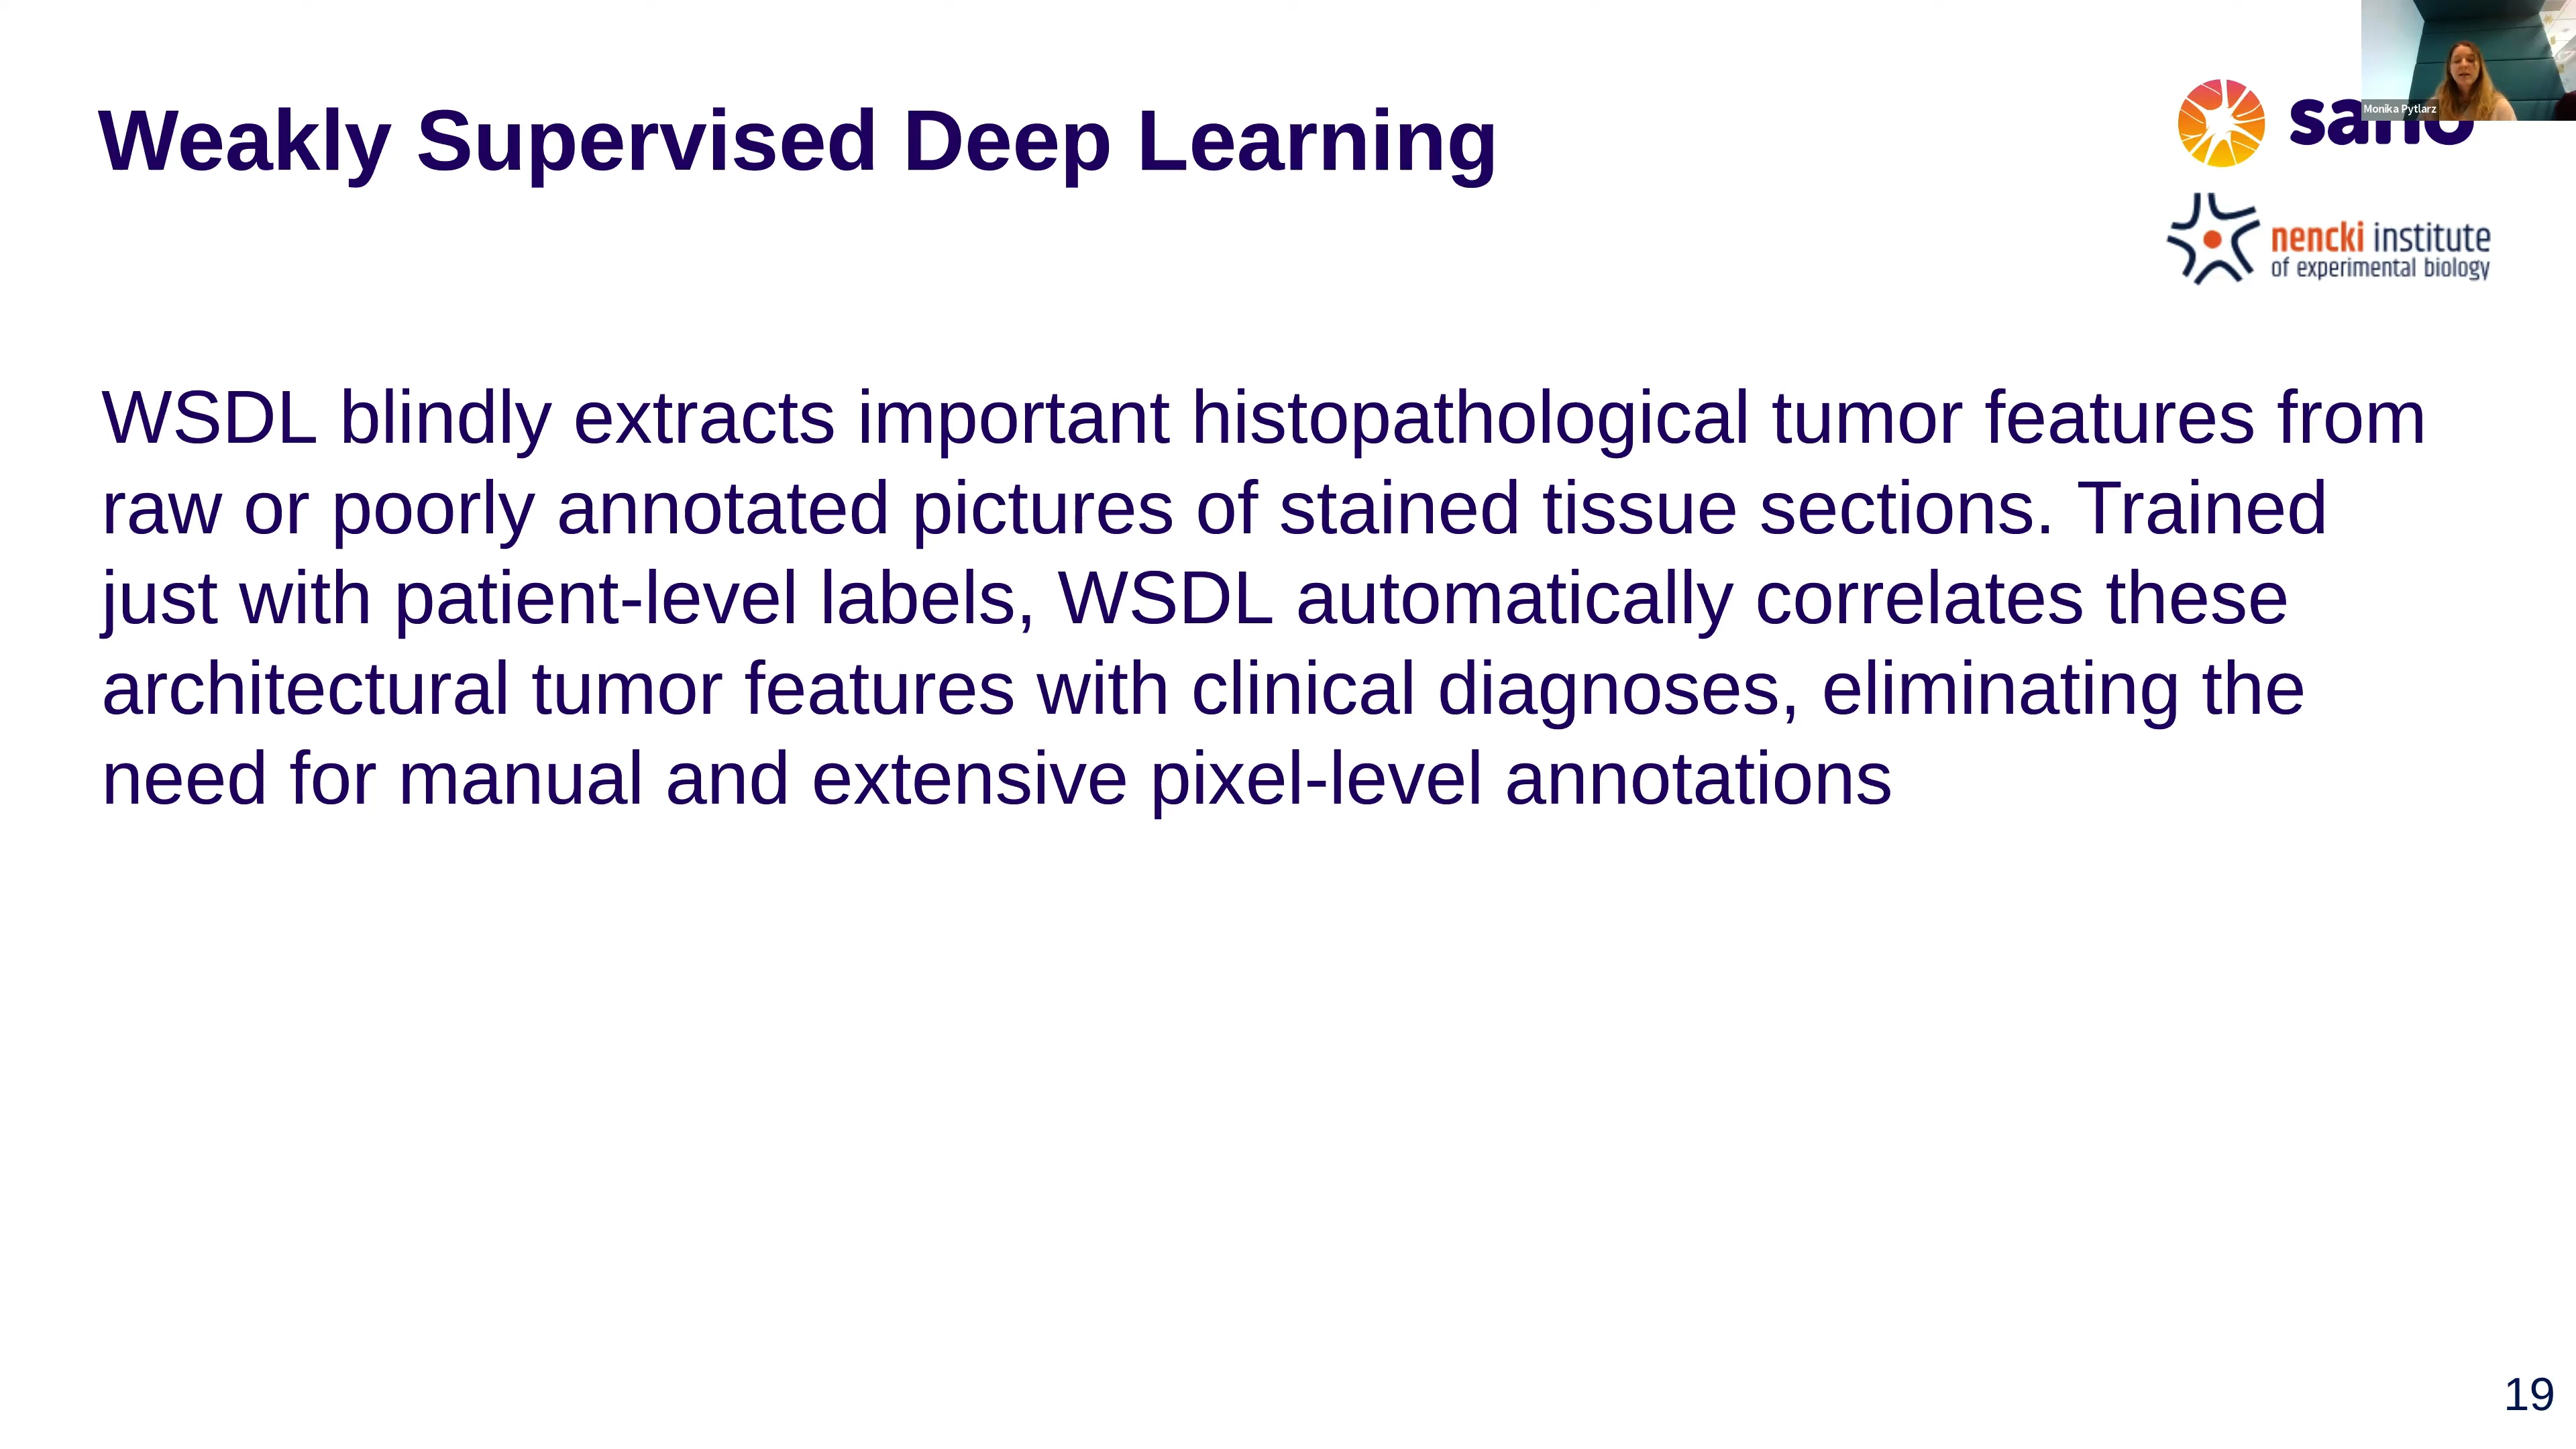 Weakly Supervised Deep Learning
Monika Pytlarz
sano
nencki institute
of experimental biology
WSDL blindly extracts important histopathological tumor features from
raw or poorly annotated pictures of stained tissue sections. Trained
just with patient-level labels, WSDL automatically correlates these
architectural tumor features with clinical diagnoses, eliminating the
need for manual and extensive pixel-level annotations
19